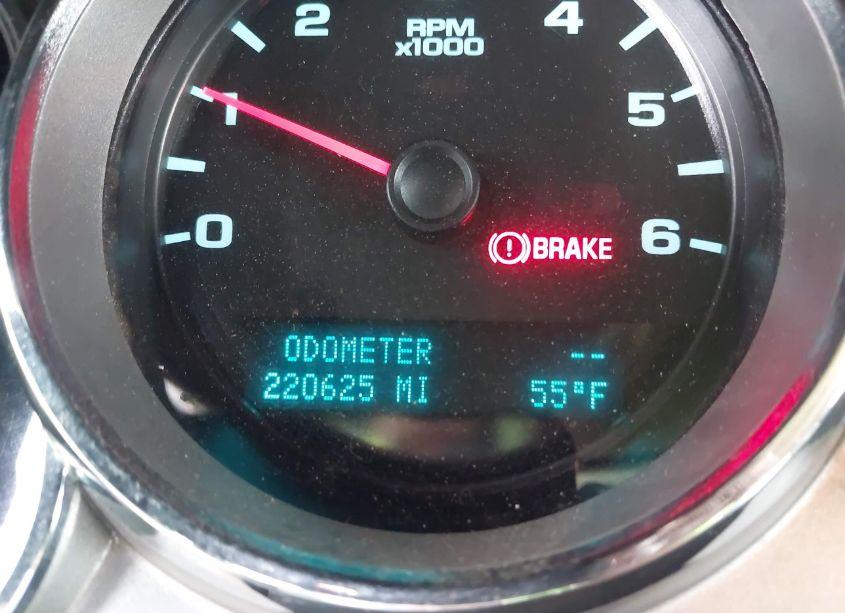 RPM
x1000
0
1
2
4
5
6
BRAKE
ODOMETER --
220625 MI 55°F